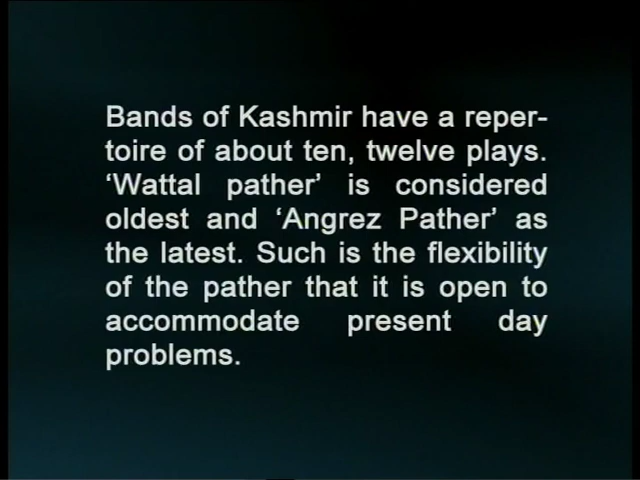 Bands of Kashmir have a reper-
toire of about ten, twelve plays.
‘Wattal pather’ is considered
oldest and ‘Angrez Pather’ as
the latest. Such is the flexibility
of the pather that it is open to
accommodate present day
problems.